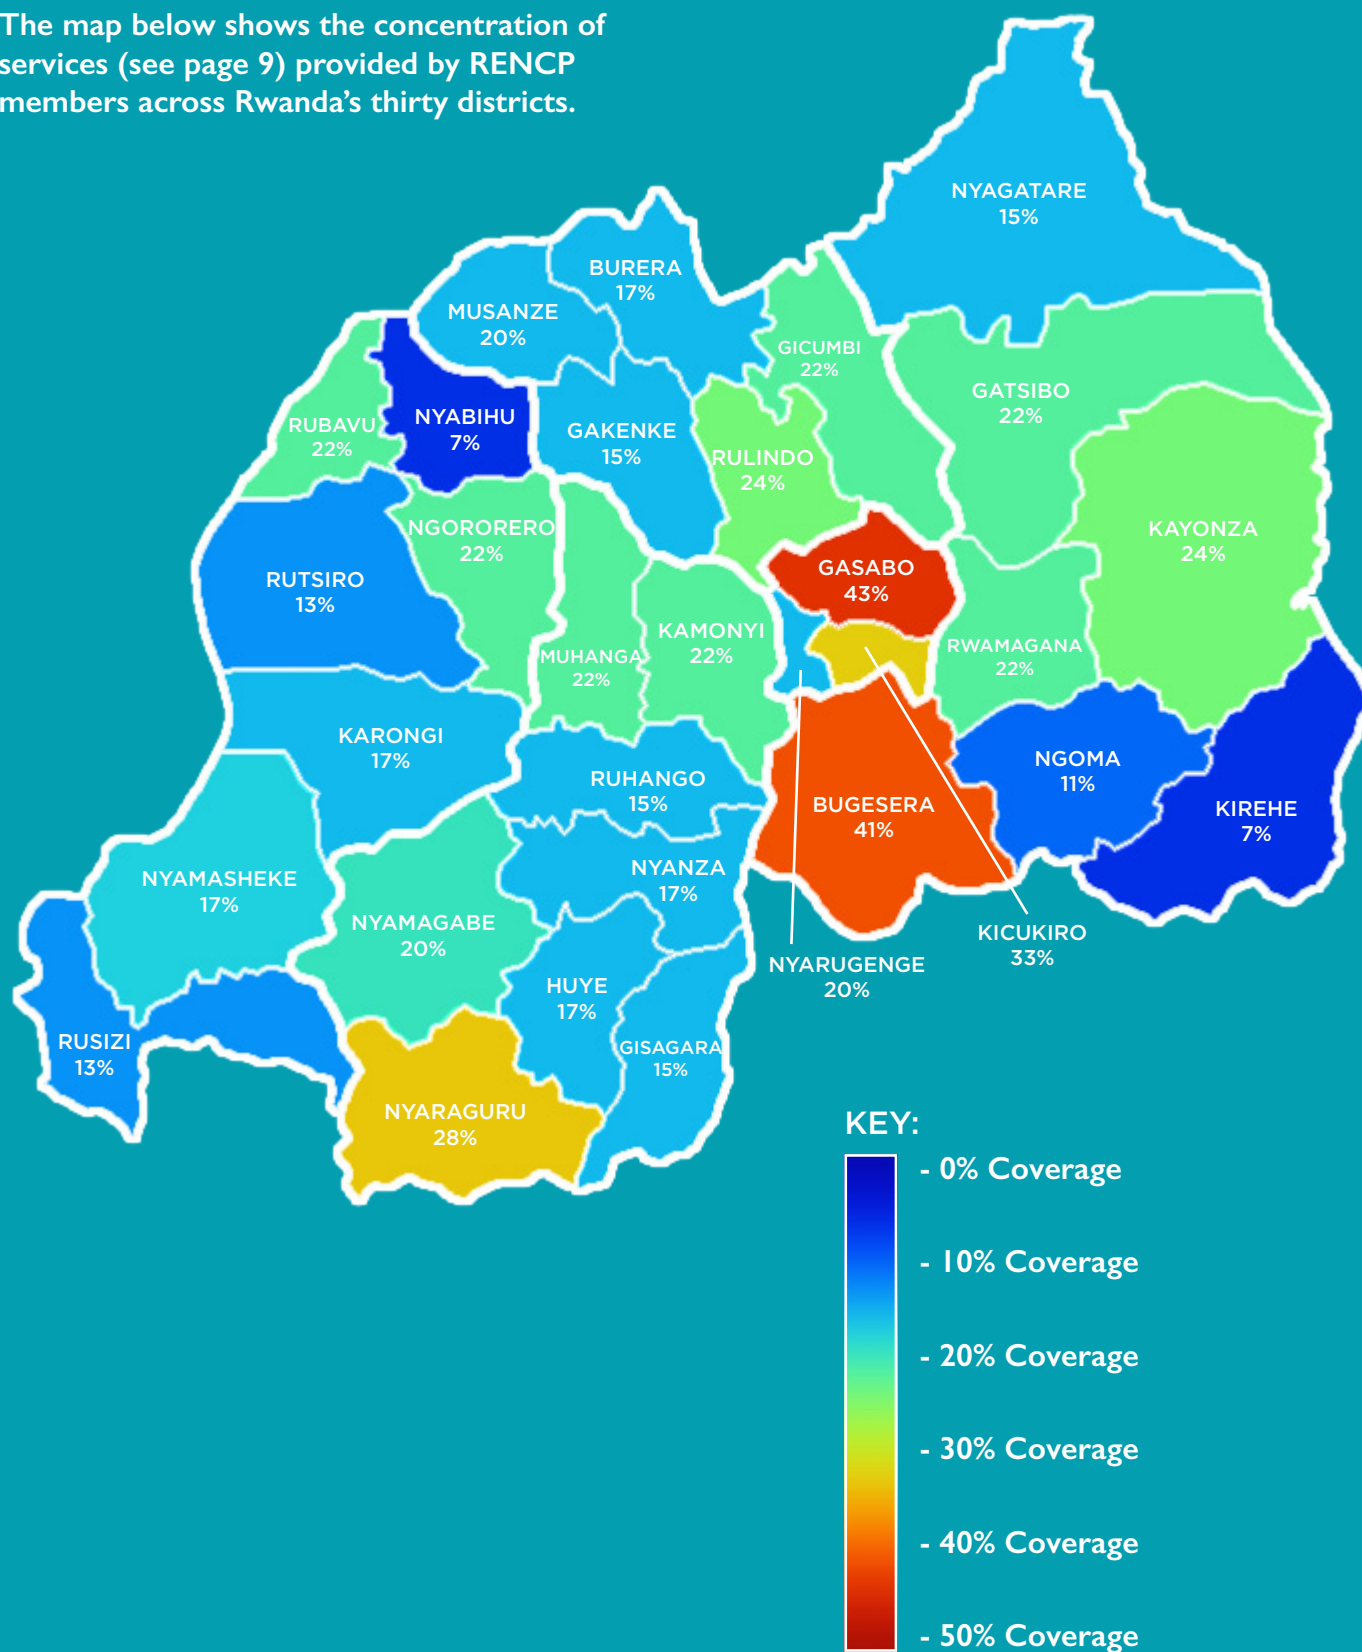 The map below shows the concentration of
services (see page 9) provided by RENCP
members across Rwanda's thirty districts.
NYAGATARE
15%
BURERA
17%
MUSANZE
20%
GICUMBI
22%
GATSIBO
22%
NYABIHU
7%
RUBAVU
22%
GAKENKE
15%
RULINDO
24%
KAYONZA
24%
NGORORERO
22%
RUTSIRO
13%
GASABO
43%
KAMONYI
22%
MUHANGA
22%
RWAMAGANA
22%
KARONGI
17%
RUHANGO
15%
NGOMA
11%
BUGESERA
41%
KIREHE
7%
NYANZA
17%
NYAMASHEKE
17%
NYAMAGABE
20%
KICUKIRO
33%
NYARUGENGE
20%
HUYE
17%
RUSIZI
13%
GISAGARA
15%
NYARAGURU
28%
KEY:
- 0% Coverage
- 10% Coverage
- 20% Coverage
- 30% Coverage
- 40% Coverage
- 50% Coverage